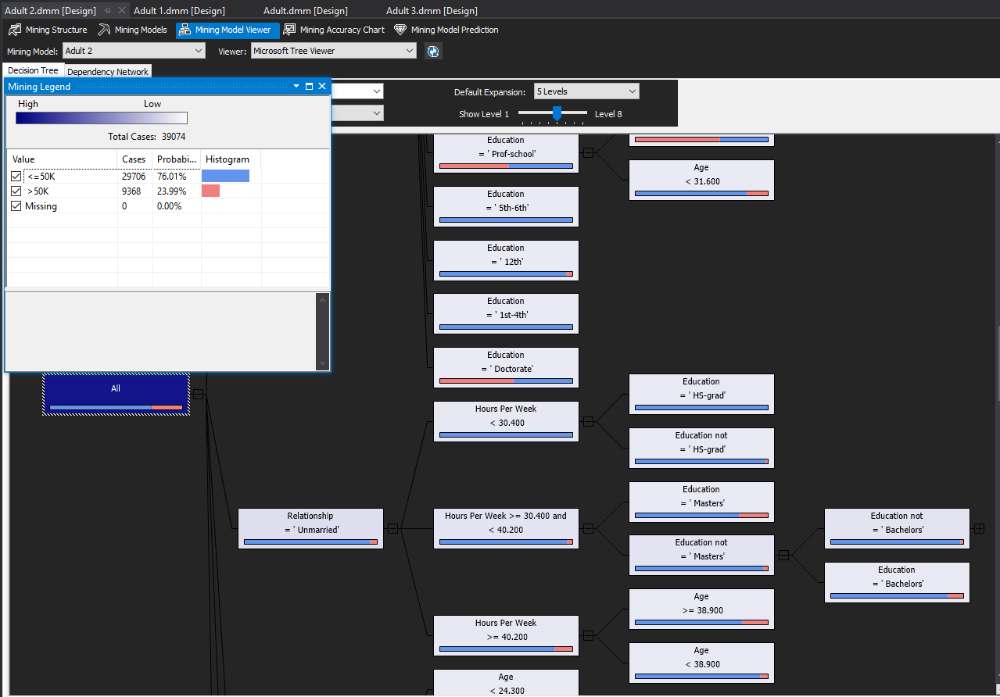 Adult 2.dmm [Design]
Adult 1.dmm [Design]
Adult.dmm [Design]
Adult 3.dmm [Design]
Mining Structure
Mining Models
Mining Model Viewer
Mining Accuracy Chart
Mining Model Prediction
Mining Model:
Adult 2
Viewer:
Microsoft Tree Viewer
Decision Tree
Dependency Network
Mining Legend
High
Low
Total Cases: 39074
Value Cases Probabi... Histogram
<=50K 29706 76.01%
>50K 9368 23.99%
Missing 0 0.00%
Default Expansion:
5 Levels
Show Level 1
Level 8
Education
= ' Prof-school'
Age
< 31.600
Education
= ' 5th-6th'
Education
= ' 12th'
Education
= ' 1st-4th'
Education
= ' Doctorate'
All
Education
= ' HS-grad'
Hours Per Week
< 30.400
Education not
= ' HS-grad'
Education
= ' Masters'
Relationship
= ' Unmarried'
Hours Per Week >= 30.400 and
< 40.200
Education not
= ' Bachelors'
Education not
= ' Masters'
Education
= ' Bachelors'
Age
>= 38.900
Hours Per Week
>= 40.200
Age
< 38.900
Age
< 24.300